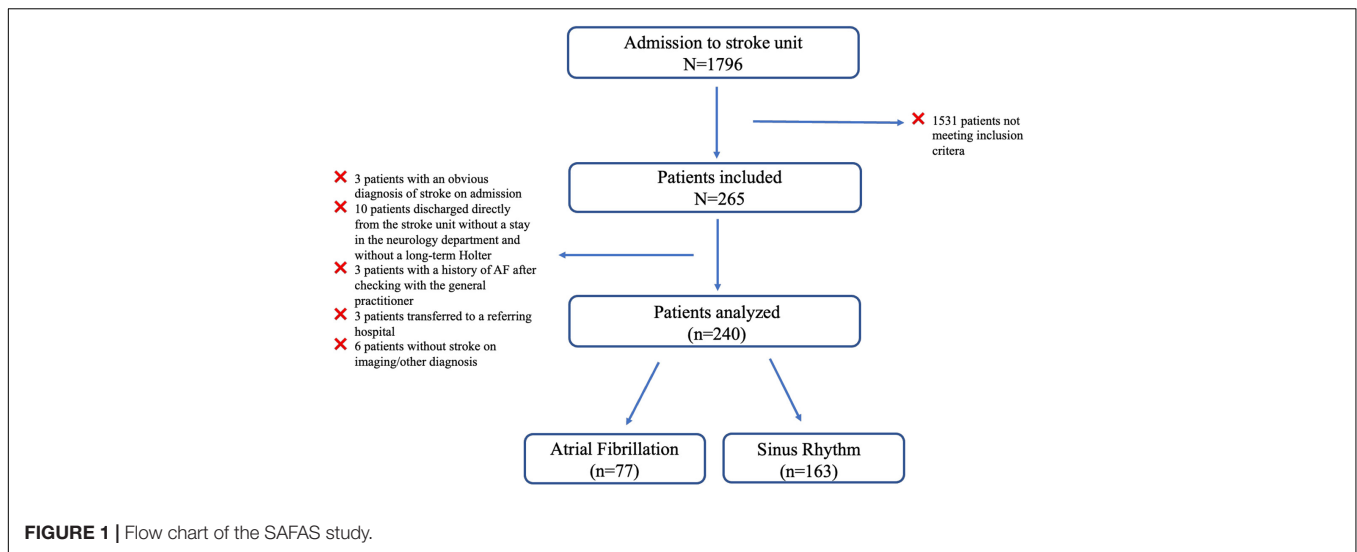 Admission to stroke unit
N=1796
1531 patients not
meeting inclusion
critera
Patients included
N=265
3 patients with an obvious
diagnosis of stroke on admission
10 patients discharged directly
from the stroke unit without a stay
in the neurology department and
without a long-term Holter
3 patients with a history of AF after
checking with the general
practitioner
3 patients transferred to a referring
hospital
6 patients without stroke on
imaging/other diagnosis
Patients analyzed
(n=240)
Atrial Fibrillation
(n=77)
Sinus Rhythm
(n=163)
FIGURE 1 | Flow chart of the SAFAS study.